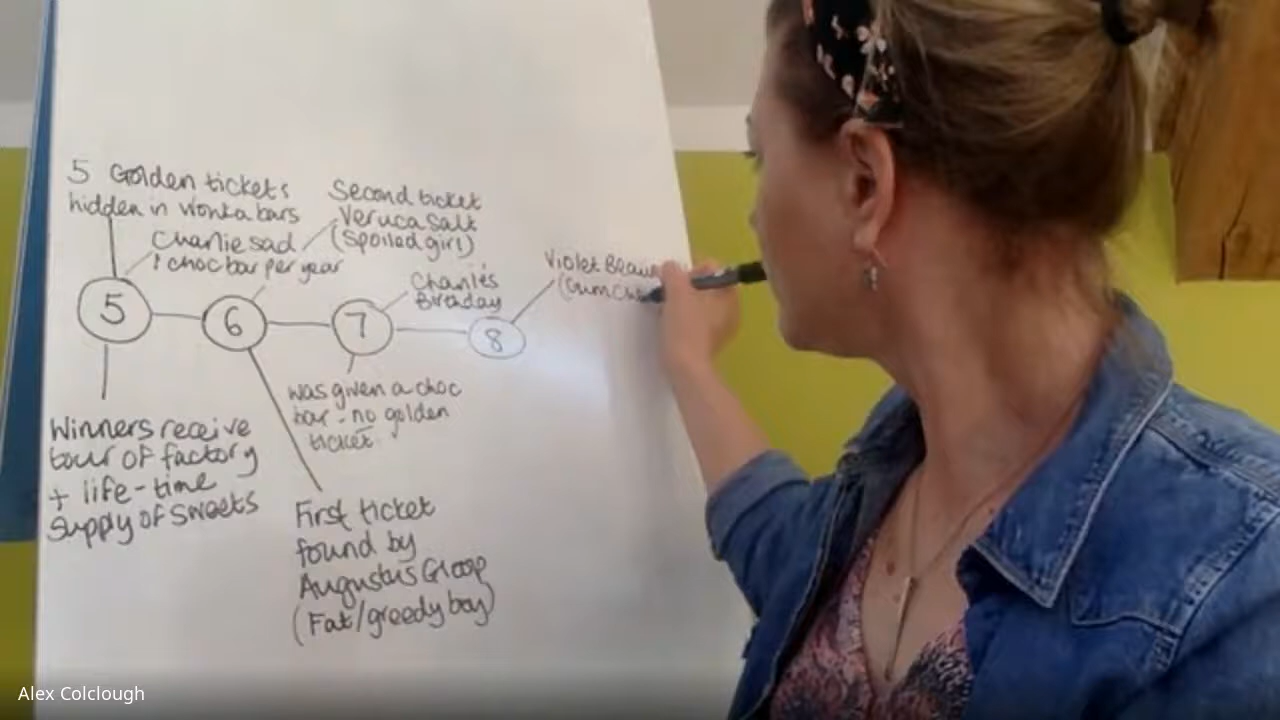 5 Golden tickets
hidden in Wonka bars
Charlie sad
1 choc bar per year
Second ticket
Veruca Salt
(Spoiled girl)
Charlie's
Birthday
Violet
(Gum
5
6
7
8
was given a choc
bar - no golden
ticket.
Winners receive
tour of factory
+ life-time
supply of sweets
First ticket
found by
Augustus Gloop
(Fat/greedy boy)
Alex Colclough